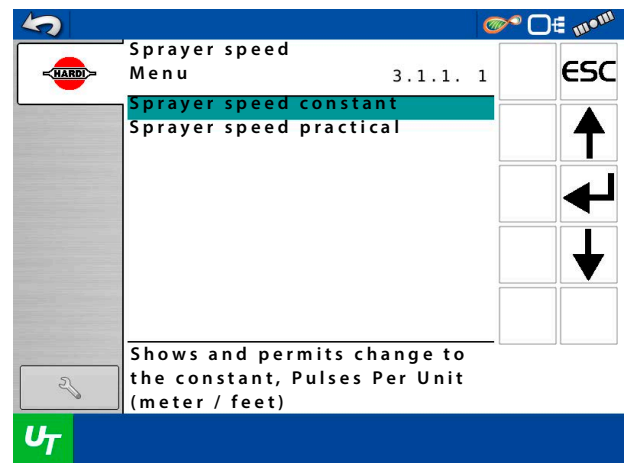 Sprayer speed
Menu 3.1.1. 1
HARDI
ESC
Sprayer speed constant
Sprayer speed practical
Shows and permits change to
the constant, Pulses Per Unit
(meter / feet)
UT